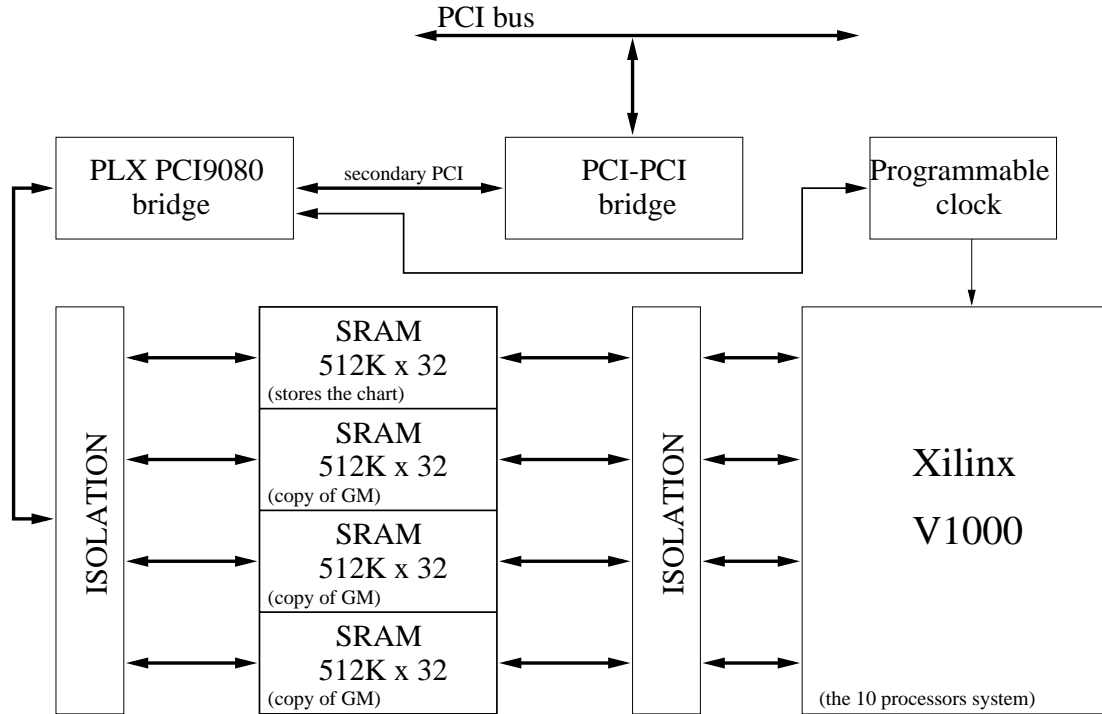 PCI bus
PLX PCI9080
bridge
secondary PCI
PCI-PCI
bridge
Programmable
clock
ISOLATION
SRAM
512K x 32
(stores the chart)
SRAM
512K x 32
(copy of GM)
SRAM
512K x 32
(copy of GM)
SRAM
512K x 32
(copy of GM)
ISOLATION
Xilinx
V1000
(the 10 processors system)